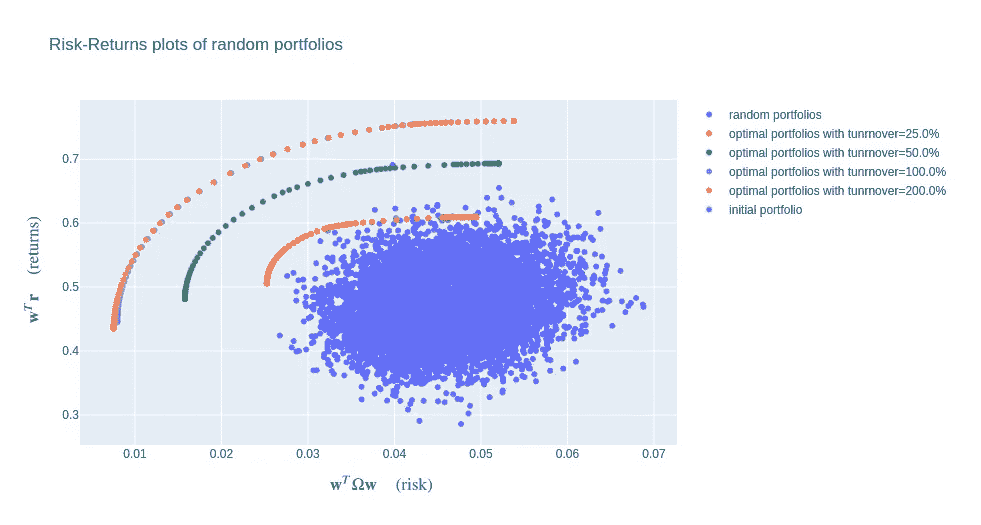 Risk-Returns plots of random portfolios
random portfolios
optimal portfolios with tunrnover=25.0%
optimal portfolios with tunrnover=50.0%
optimal portfolios with tunrnover=100.0%
optimal portfolios with tunrnover=200.0%
initial portfolio
0.7
0.6
0.5
0.4
0.3
wᵀr (returns)
0.01 0.02 0.03 0.04 0.05 0.06 0.07
wᵀΩw (risk)